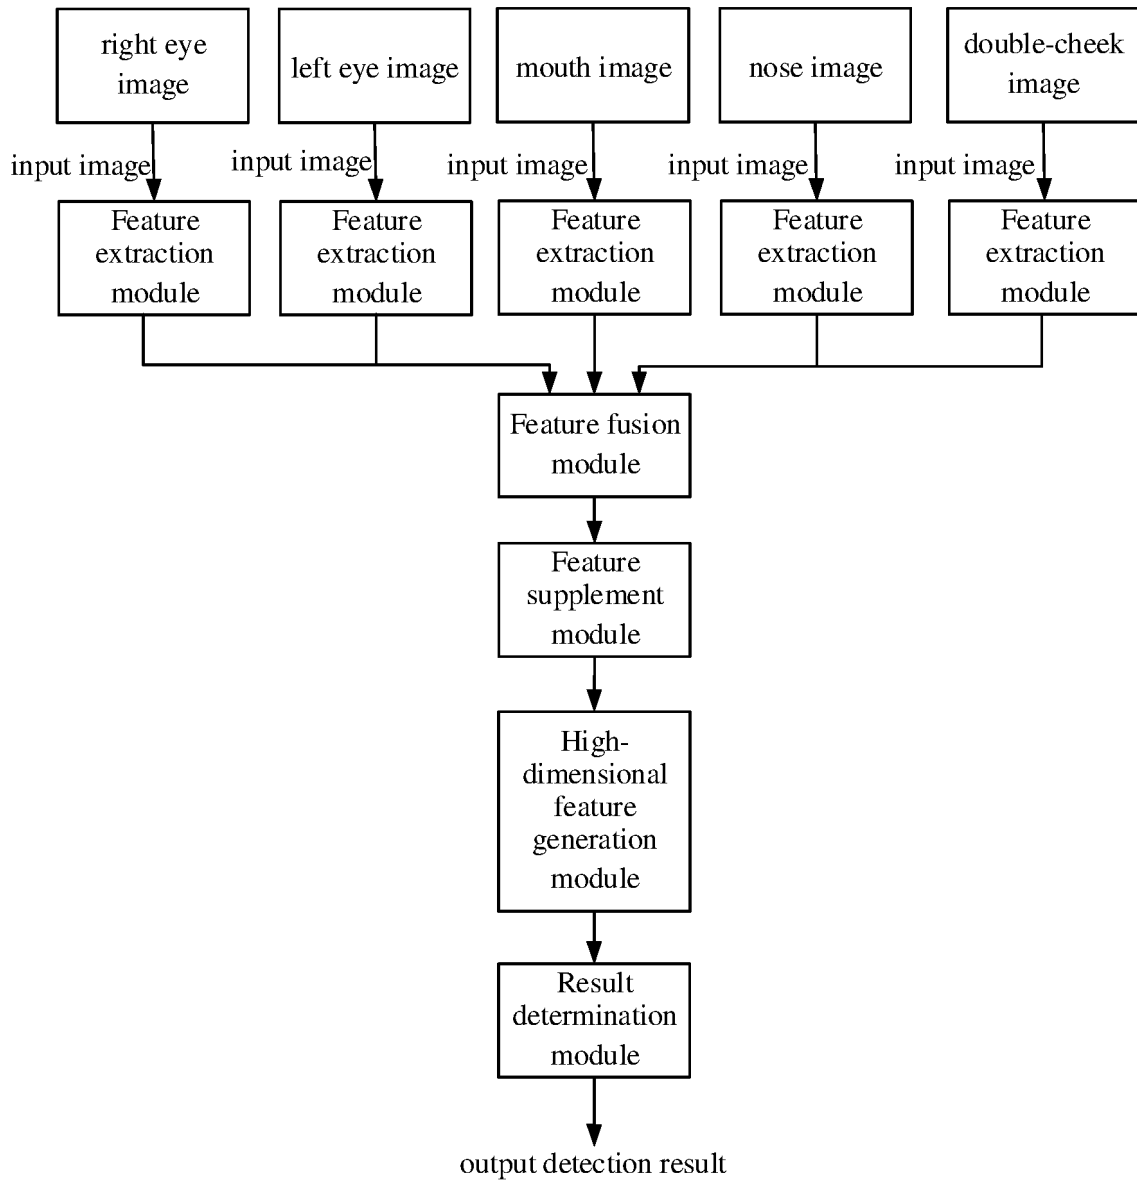 right eye
image
left eye image
mouth image
nose image
double-cheek
image
input image
input image
input image
input image
input image
Feature
extraction
module
Feature
extraction
module
Feature
extraction
module
Feature
extraction
module
Feature
extraction
module
Feature fusion
module
Feature
supplement
module
High-
dimensional
feature
generation
module
Result
determination
module
output detection result